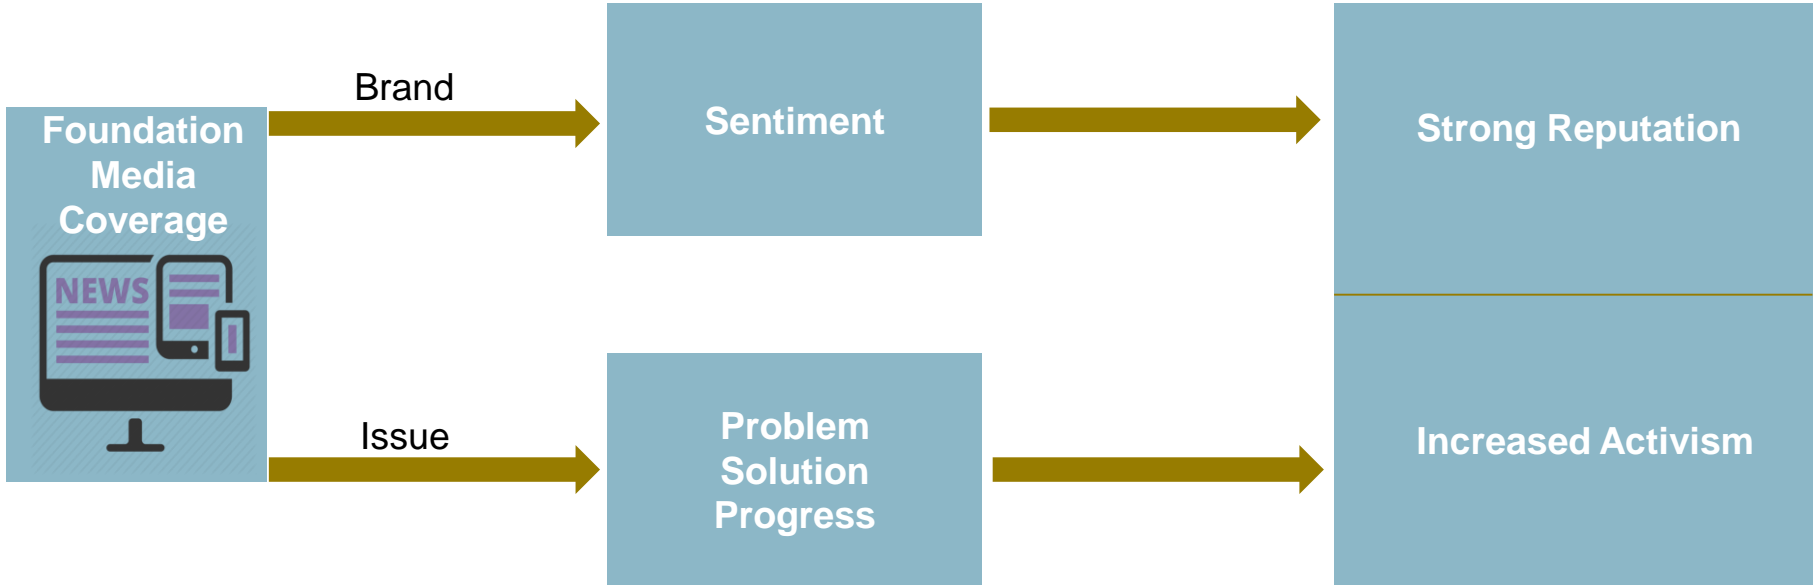 Foundation
Media
Coverage
NEWS
Brand
Issue
Sentiment
Problem
Solution
Progress
Strong Reputation
Increased Activism